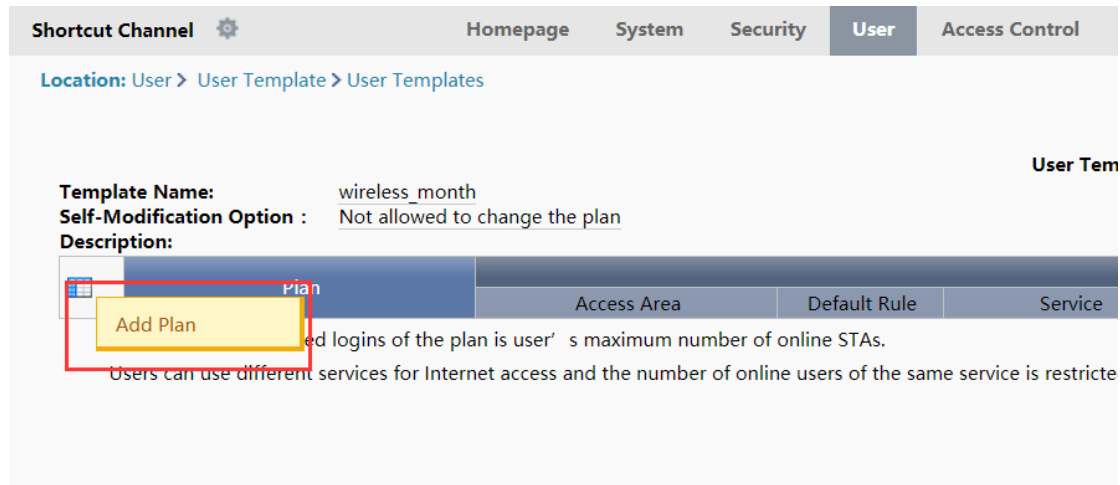 Shortcut Channel Homepage System Security User Access Control
Location: User > User Template > User Templates
User Tem
Template Name: wireless_month
Self-Modification Option : Not allowed to change the plan
Description:
Plan
Access Area Default Rule Service
Add Plan
ed logins of the plan is user' s maximum number of online STAs.
Users can use different services for Internet access and the number of online users of the same service is restricte